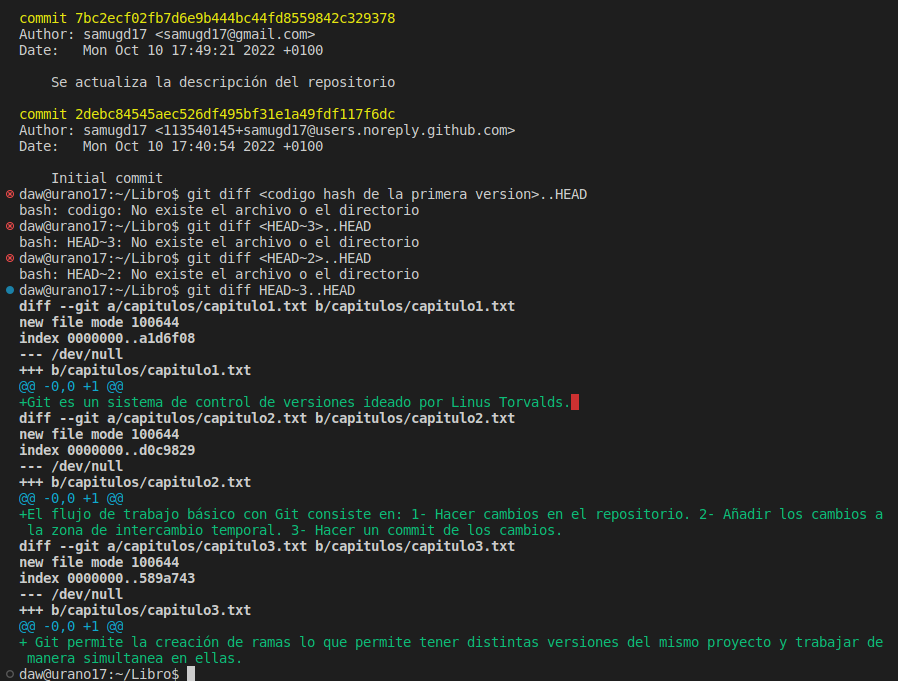 commit 7bc2ecf02fb7d6e9b444bc44fd8559842c329378
Author: samugd17 <samugd17@gmail.com>
Date:   Mon Oct 10 17:49:21 2022 +0100
    Se actualiza la descripción del repositorio
commit 2debc84545aec526df495bf31e1a49fdf117f6dc
Author: samugd17 <113540145+samugd17@users.noreply.github.com>
Date:   Mon Oct 10 17:40:54 2022 +0100
    Initial commit
daw@urano17:~/Libro$ git diff <codigo hash de la primera version>..HEAD
bash: codigo: No existe el archivo o el directorio
daw@urano17:~/Libro$ git diff <HEAD~3>..HEAD
bash: HEAD~3: No existe el archivo o el directorio
daw@urano17:~/Libro$ git diff <HEAD~2>..HEAD
bash: HEAD~2: No existe el archivo o el directorio
daw@urano17:~/Libro$ git diff HEAD~3..HEAD
diff --git a/capitulos/capitulo1.txt b/capitulos/capitulo1.txt
new file mode 100644
index 0000000..a1d6f08
--- /dev/null
+++ b/capitulos/capitulo1.txt
@@ -0,0 +1 @@
+Git es un sistema de control de versiones ideado por Linus Torvalds.
diff --git a/capitulos/capitulo2.txt b/capitulos/capitulo2.txt
new file mode 100644
index 0000000..d0c9829
--- /dev/null
+++ b/capitulos/capitulo2.txt
@@ -0,0 +1 @@
+El flujo de trabajo básico con Git consiste en: 1- Hacer cambios en el repositorio. 2- Añadir los cambios a
 la zona de intercambio temporal. 3- Hacer un commit de los cambios.
diff --git a/capitulos/capitulo3.txt b/capitulos/capitulo3.txt
new file mode 100644
index 0000000..589a743
--- /dev/null
+++ b/capitulos/capitulo3.txt
@@ -0,0 +1 @@
+ Git permite la creación de ramas lo que permite tener distintas versiones del mismo proyecto y trabajar de
 manera simultanea en ellas.
daw@urano17:~/Libro$